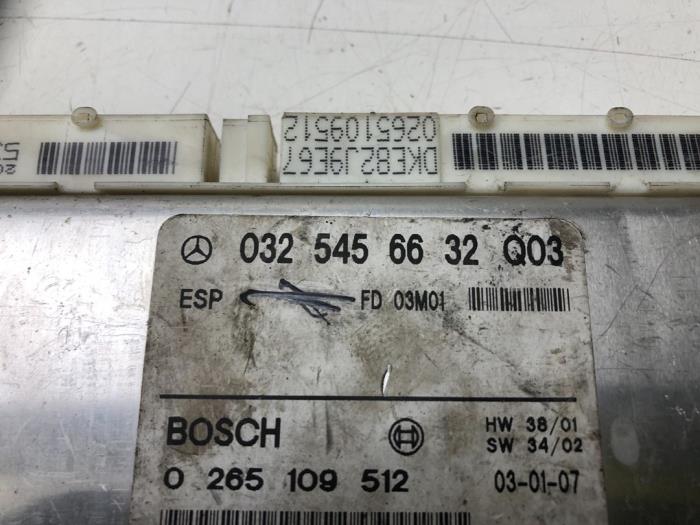 0265109512
DKE82J9E67
032 545 66 32 Q03
ESP FD 03M01
BOSCH HW 38/01
SW 34/02
0 265 109 512 03-01-07